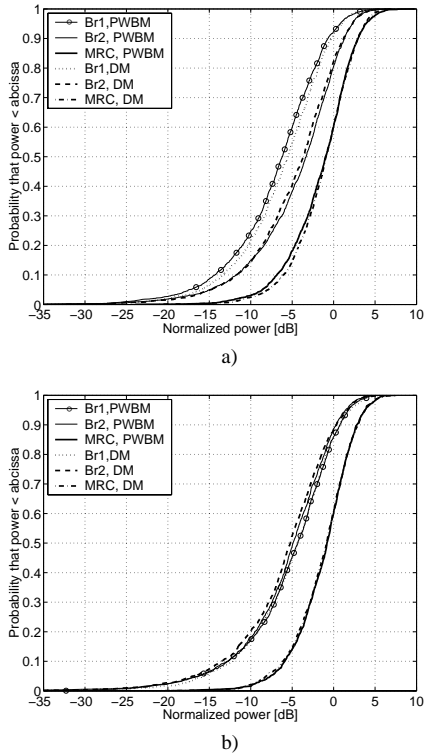 1
0.9
0.8
0.7
0.6
0.5
0.4
0.3
0.2
0.1
0
Probability that power < abcissa
Br1,PWBM
Br2, PWBM
MRC, PWBM
Br1,DM
Br2, DM
MRC, DM
−35 −30 −25 −20 −15 −10 −5 0 5 10
Normalized power [dB]
a)
1
0.9
0.8
0.7
0.6
0.5
0.4
0.3
0.2
0.1
0
Probability that power < abcissa
Br1,PWBM
Br2, PWBM
MRC, PWBM
Br1,DM
Br2, DM
MRC, DM
−35 −30 −25 −20 −15 −10 −5 0 5 10
Normalized power [dB]
b)